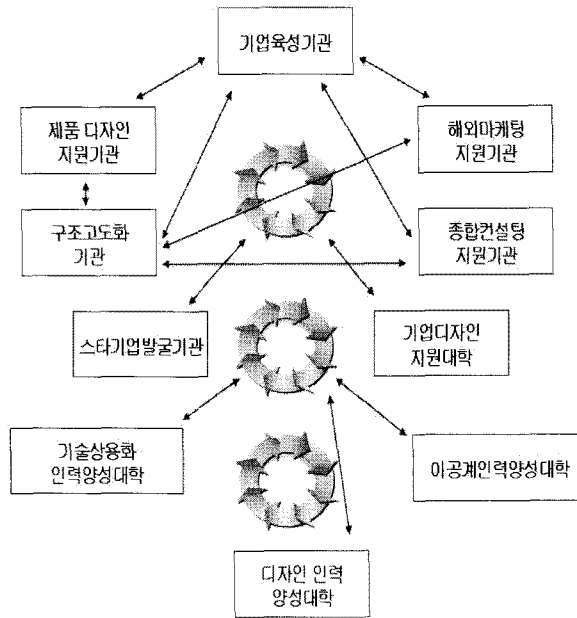 기업육성기관
제품 디자인
지원기관
해외마케팅
지원기관
구조고도화
기관
종합컨설팅
지원기관
스타기업발굴기관
기업디자인
지원대학
기술상용화
인력양성대학
이공계인력양성대학
디자인 인력
양성대학